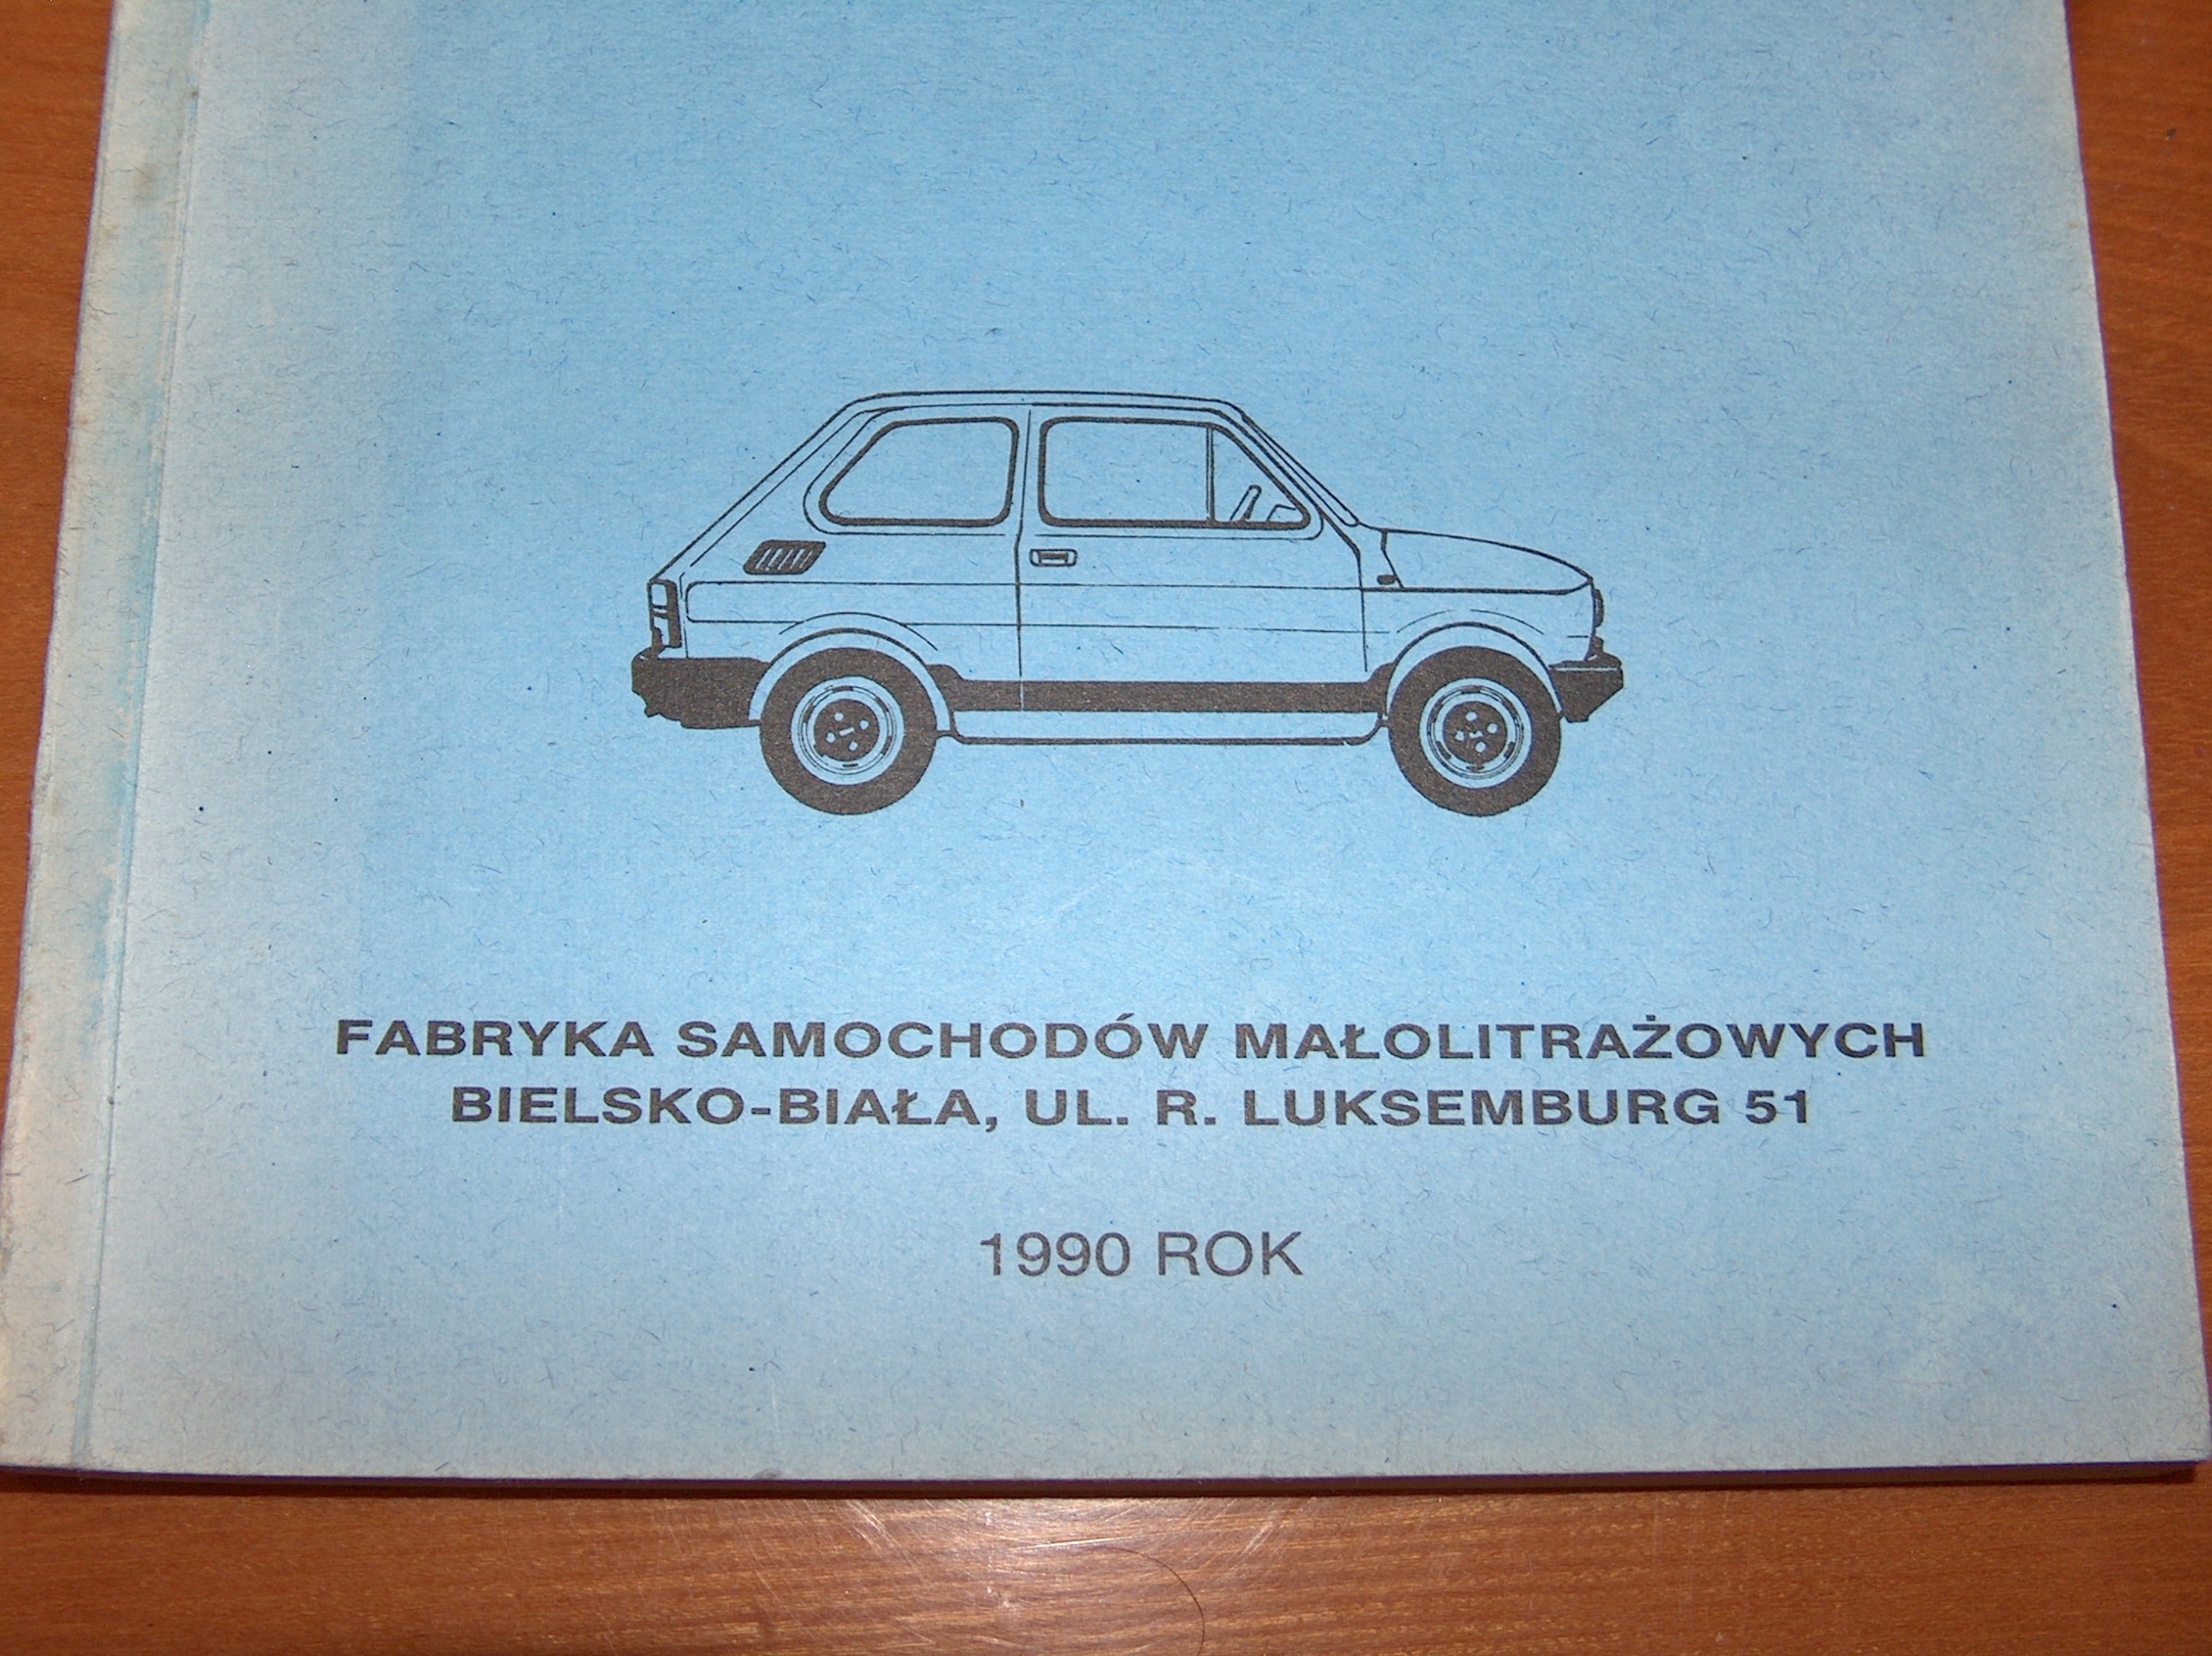 FABRYKA SAMOCHODÓW MAŁOLITRAŻOWYCH
BIELSKO-BIAŁA, UL. R. LUKSEMBURG 51
1990 ROK